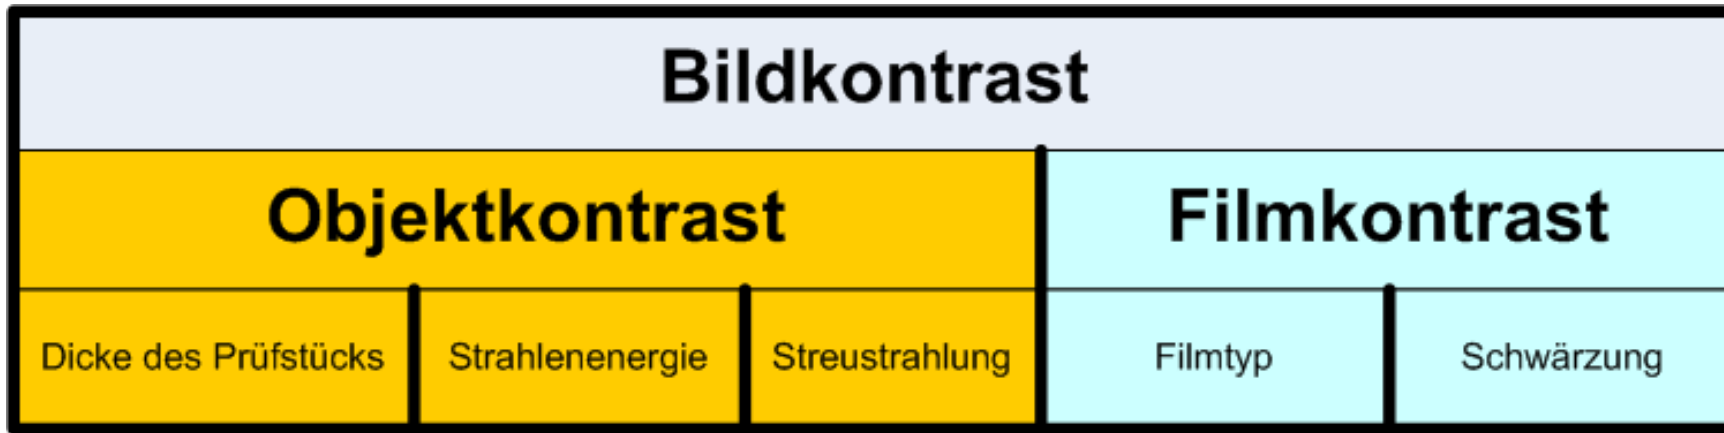 Bildkontrast
Objektkontrast Filmkontrast
Dicke des Prüfstücks Strahlenenergie Streustrahlung Filmtyp Schwärzung